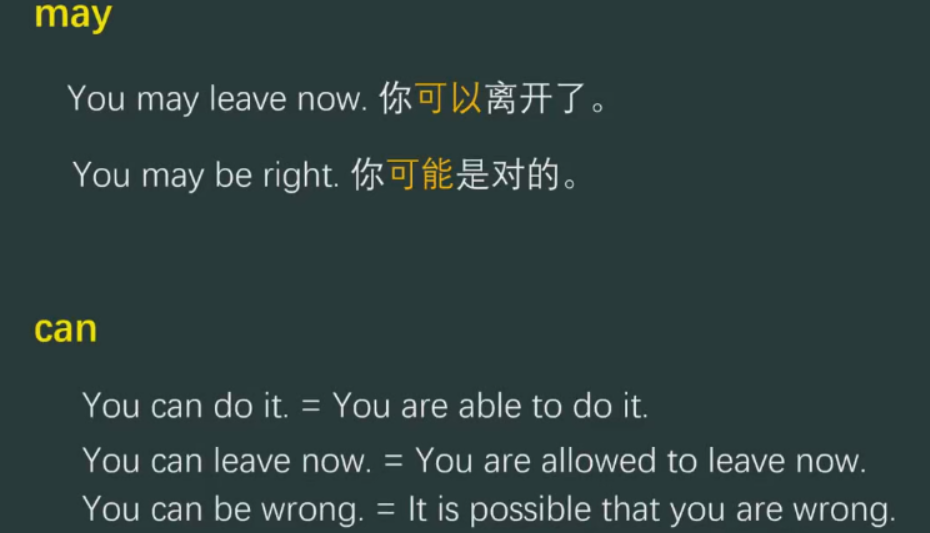 may
You may leave now. 你可以离开了。
You may be right. 你可能是对的。
can
You can do it. = You are able to do it.
You can leave now. = You are allowed to leave now.
You can be wrong. = It is possible that you are wrong.